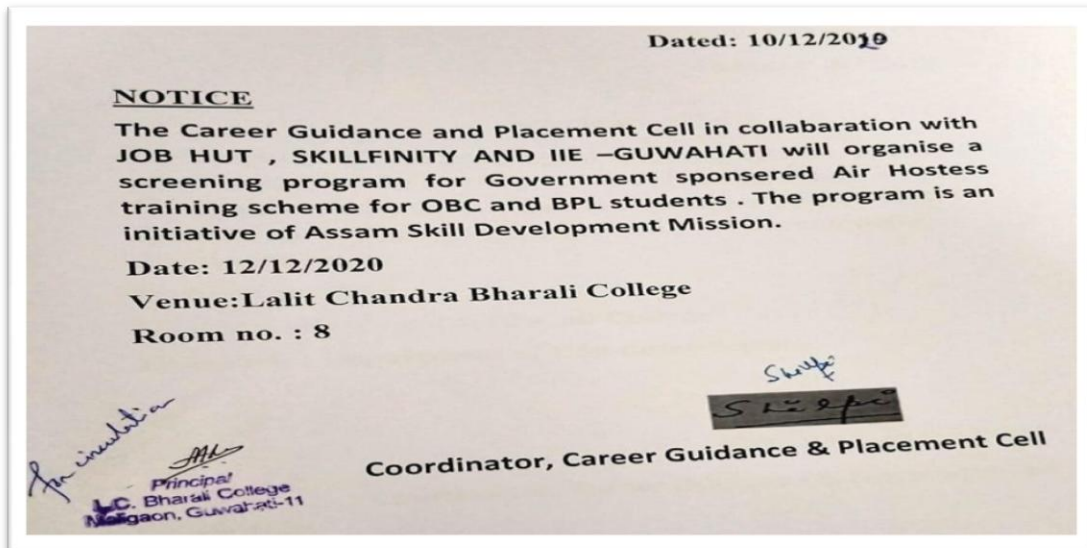 Dated: 10/12/2020
NOTICE
The Career Guidance and Placement Cell in collabaration with
JOB HUT , SKILLFINITY AND IIE –GUWAHATI will organise a
screening program for Government sponsered Air Hostess
training scheme for OBC and BPL students . The program is an
initiative of Assam Skill Development Mission.
Date: 12/12/2020
Venue:Lalit Chandra Bharali College
Room no. : 8
Shilpi
Shilpi
Coordinator, Career Guidance & Placement Cell
for circulation
Principal
L.C. Bharali College
Maligaon, Guwahati-11